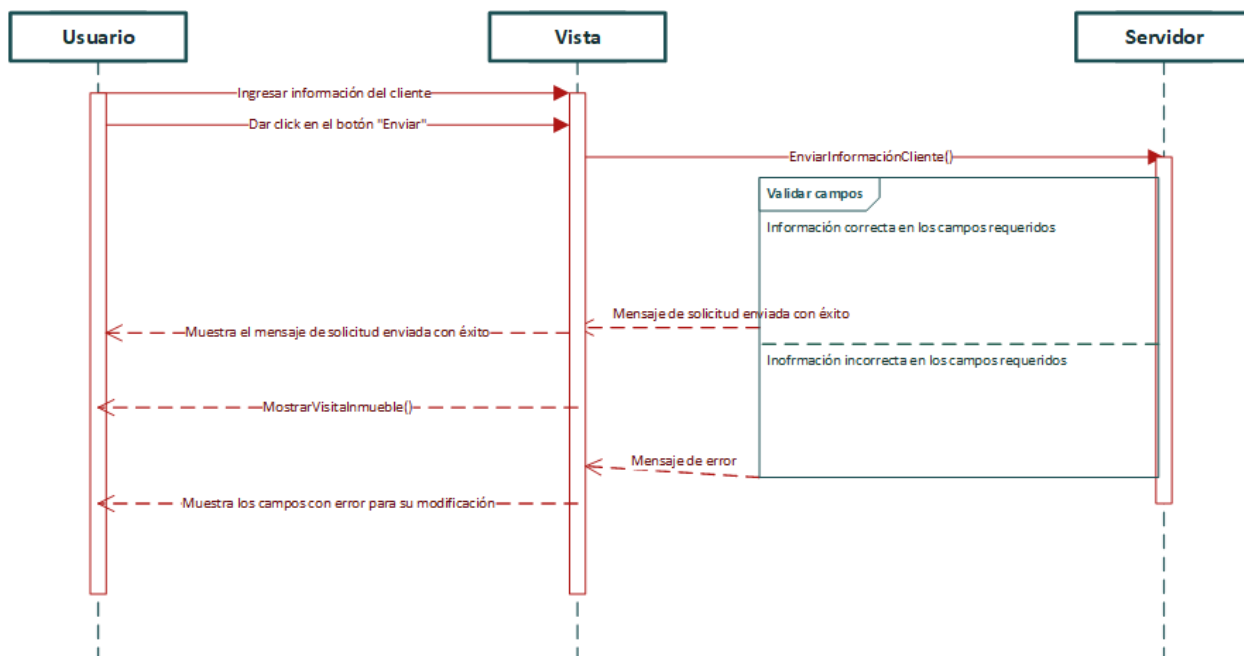 Usuario
Vista
Servidor
Ingresar información del cliente
Dar click en el botón "Enviar"
EnviarInformaciónCliente()
Validar campos
Información correcta en los campos requeridos
Mensaje de solicitud enviada con éxito
Muestra el mensaje de solicitud enviada con éxito
Inofrmación incorrecta en los campos requeridos
MostrarVisitaInmueble()
Mensaje de error
Muestra los campos con error para su modificación